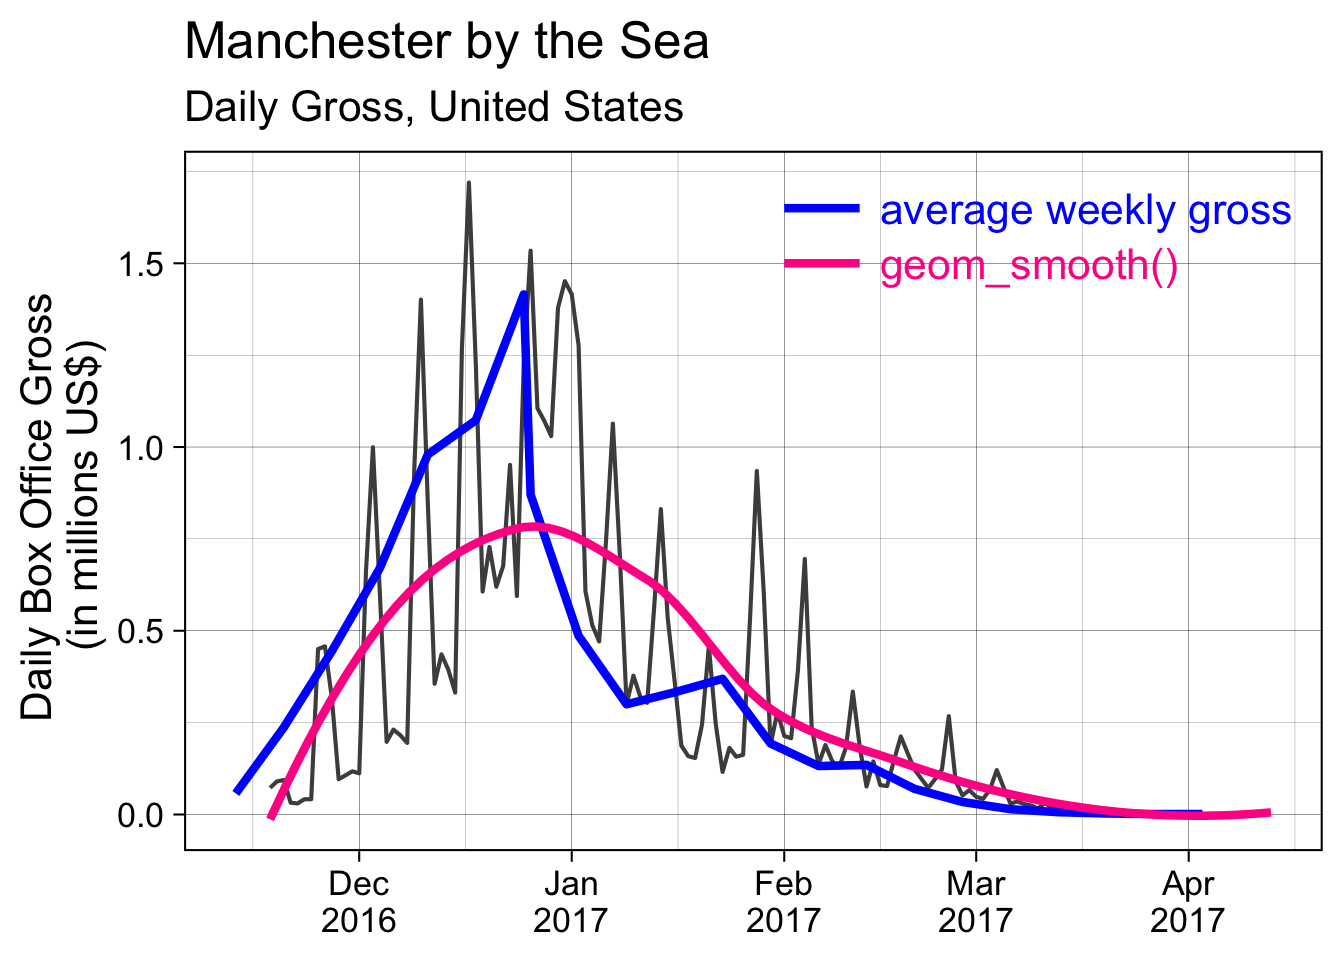 Manchester by the Sea
Daily Gross, United States
average weekly gross
geom_smooth()
Daily Box Office Gross
(in millions US$)
1.5
1.0
0.5
0.0
Dec
2016
Jan
2017
Feb
2017
Mar
2017
Apr
2017